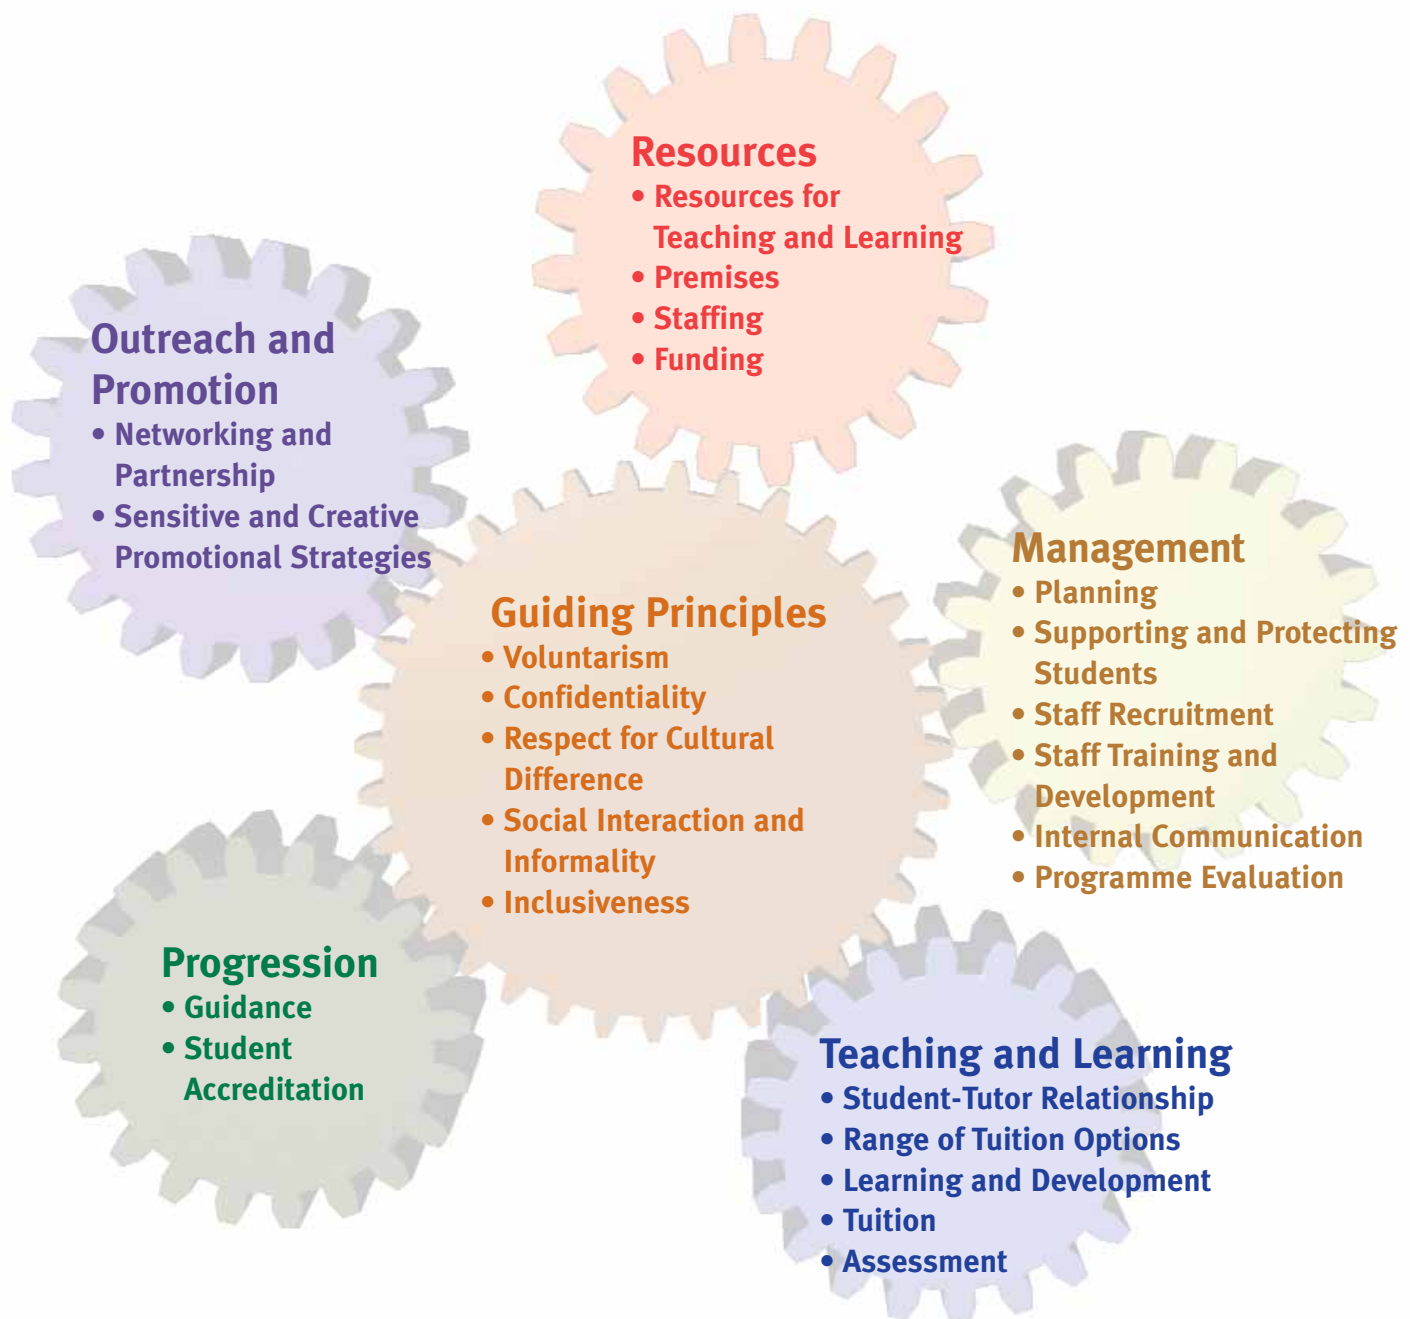 Resources
• Resources for
Teaching and Learning
• Premises
• Staffing
• Funding
Outreach and
Promotion
• Networking and
Partnership
• Sensitive and Creative
Promotional Strategies
Guiding Principles
• Voluntarism
• Confidentiality
• Respect for Cultural
Difference
• Social Interaction and
Informality
• Inclusiveness
Management
• Planning
• Supporting and Protecting
Students
• Staff Recruitment
• Staff Training and
Development
• Internal Communication
• Programme Evaluation
Progression
• Guidance
• Student
Accreditation
Teaching and Learning
• Student-Tutor Relationship
• Range of Tuition Options
• Learning and Development
• Tuition
• Assessment